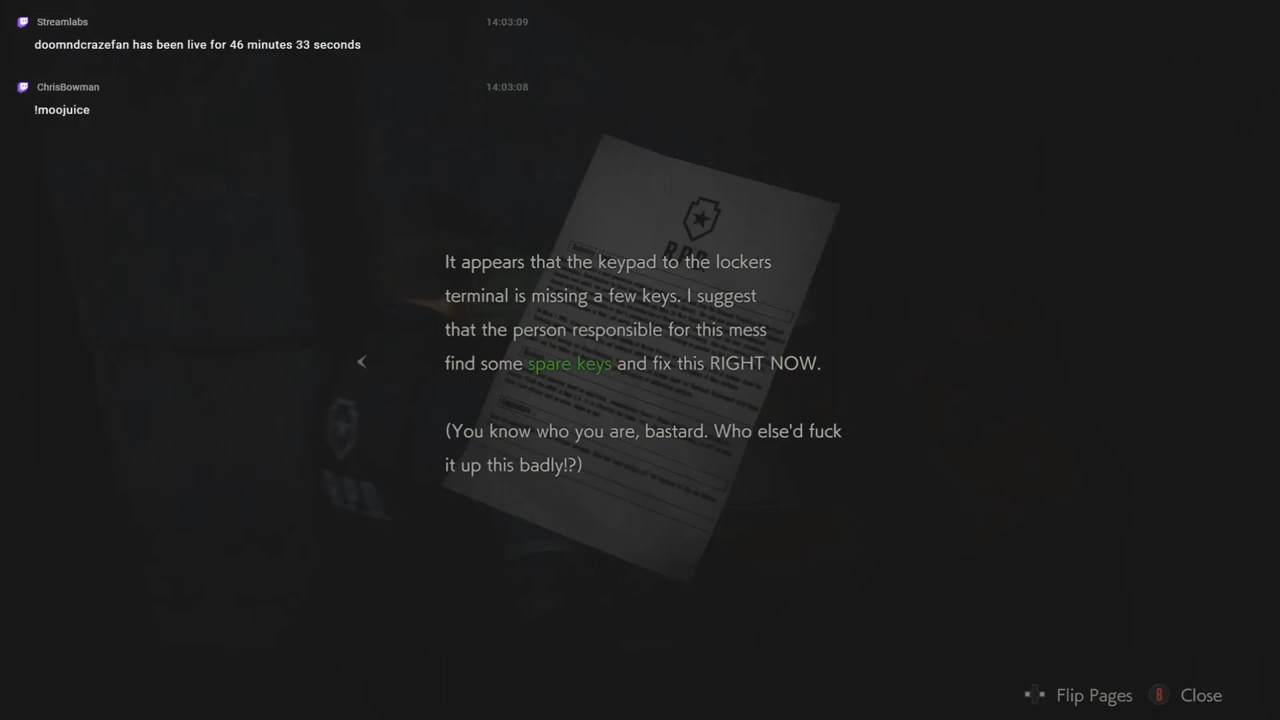 Streamlabs 14:03:09
doomndcrazefan has been live for 46 minutes 33 seconds
ChrisBowman 14:03:08
!moojuice
It appears that the keypad to the lockers
terminal is missing a few keys. I suggest
that the person responsible for this mess
find some spare keys and fix this RIGHT NOW.
(You know who you are, bastard. Who else'd fuck
it up this badly!?)
B
Flip Pages Close